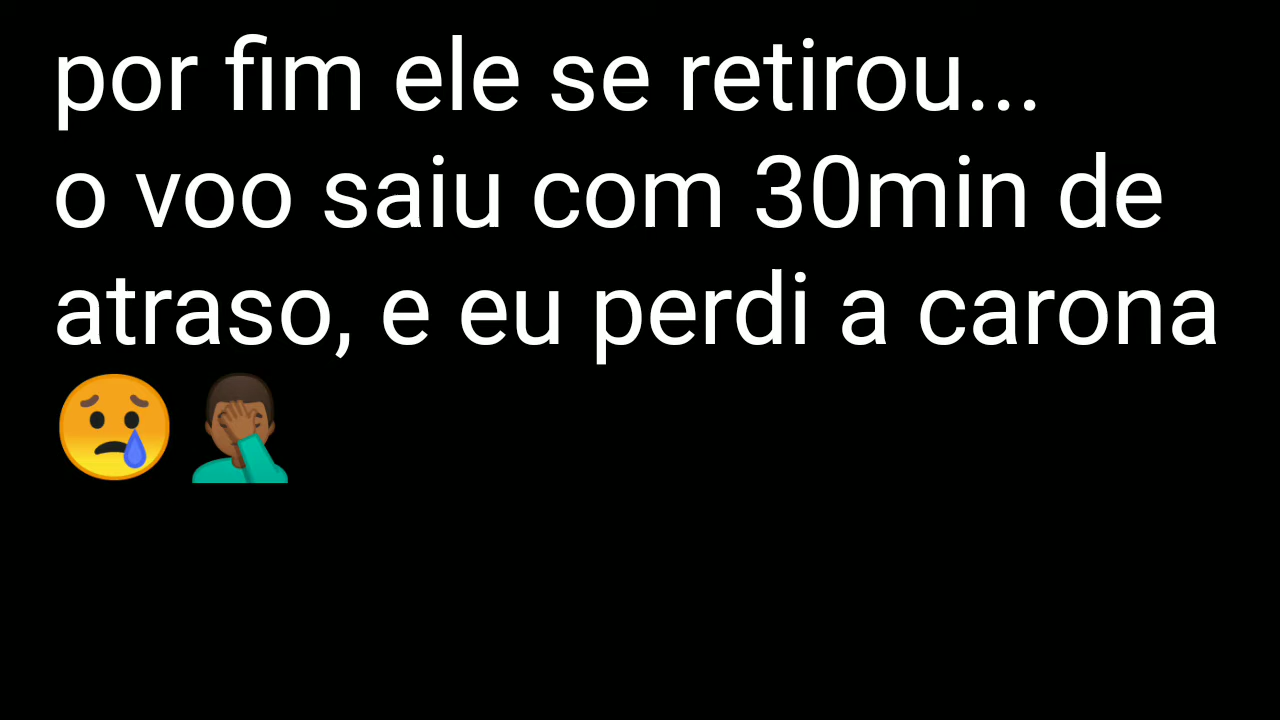 por fim ele se retirou...
o voo saiu com 30min de
atraso, e eu perdi a carona
😢🤦🏾‍♂️